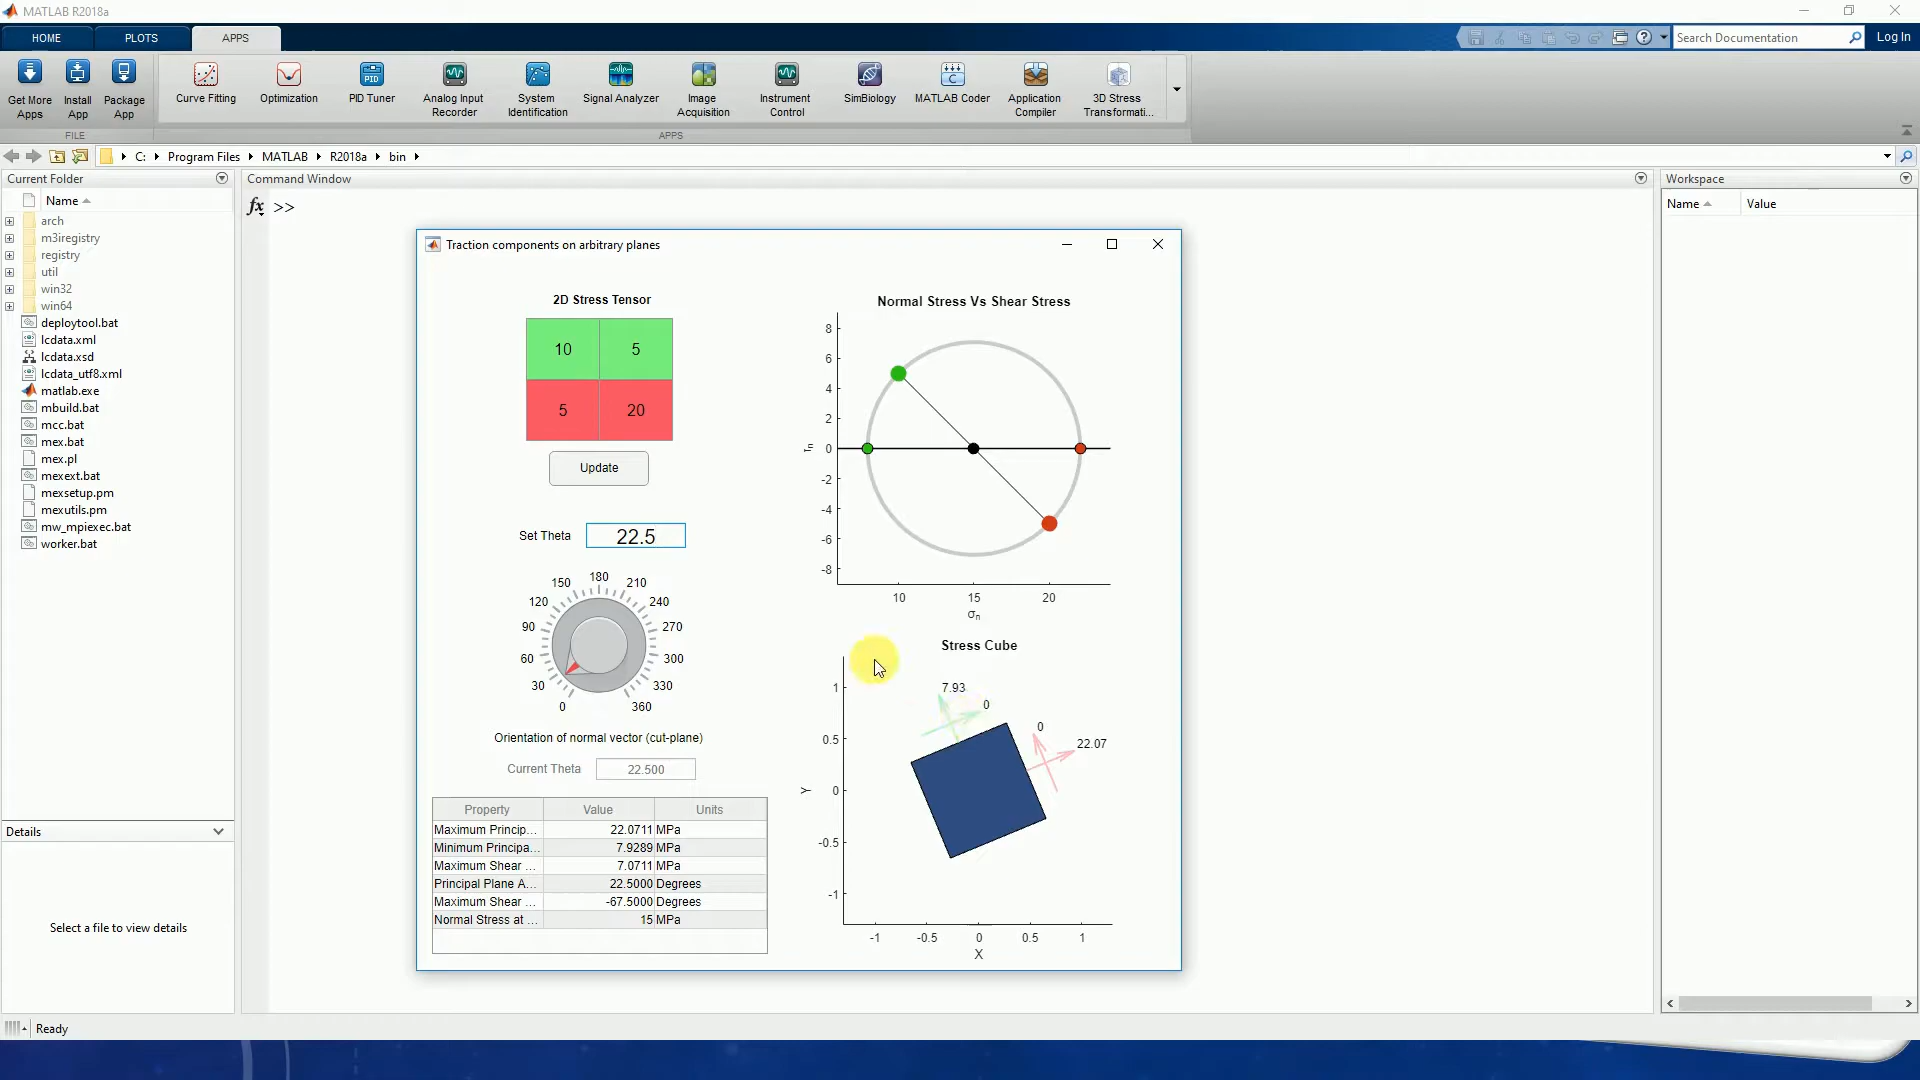 MATLAB R2018a
HOME
PLOTS
APPS
Search Documentation
Log In
Get More Apps
Install App
Package App
Curve Fitting
Optimization
PID Tuner
Analog Input Recorder
System Identification
Signal Analyzer
Image Acquisition
Instrument Control
SimBiology
MATLAB Coder
Application Compiler
3D Stress Transformati...
FILE
APPS
C: Program Files MATLAB R2018a bin
Current Folder
Command Window
Workspace
Name
Name Value
fx >>
arch
m3iregistry
registry
util
win32
win64
deploytool.bat
lcdata.xml
lcdata.xsd
lcdata_utf8.xml
matlab.exe
mbuild.bat
mcc.bat
mex.bat
mex.pl
mexext.bat
mexsetup.pm
mexutils.pm
mw_mpiexec.bat
worker.bat
Details
Select a file to view details
Ready
Traction components on arbitrary planes
2D Stress Tensor
10 5
5 20
Update
Set Theta 22.5
0 30 60 90 120 150 180 210 240 270 300 330 360
Orientation of normal vector (cut-plane)
Current Theta 22.500
Property Value Units
Maximum Princip... 22.0711 MPa
Minimum Principa... 7.9289 MPa
Maximum Shear ... 7.0711 MPa
Principal Plane A... 22.5000 Degrees
Maximum Shear ... -67.5000 Degrees
Normal Stress at ... 15 MPa
Normal Stress Vs Shear Stress
8
6
4
2
0
-2
-4
-6
-8
τn
10 15 20
σn
Stress Cube
7.93
0
0
22.07
1
0.5
0
-0.5
-1
Y
-1 -0.5 0 0.5 1
X